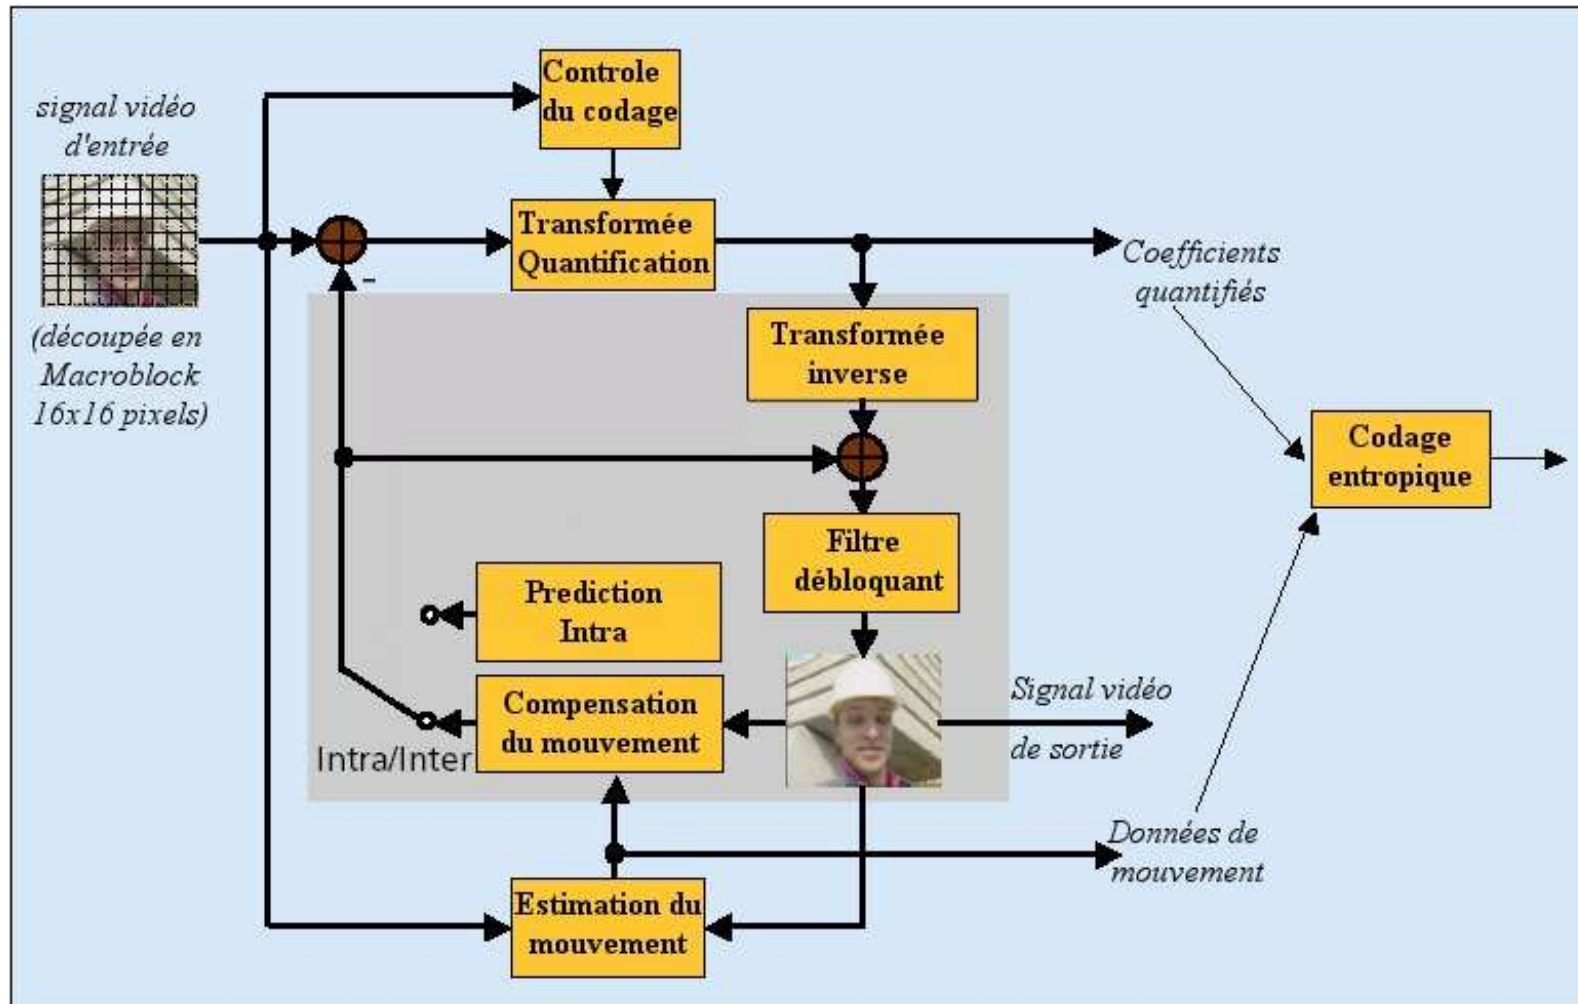 Controle
du codage
signal vidéo
d'entrée
Transformée
Quantification
-
Coefficients
quantifiés
(découpée en
Macroblock
16x16 pixels)
Transformée
inverse
Codage
entropique
Filtre
débloquant
Prediction
Intra
Compensation
du mouvement
Intra/Inter
Signal vidéo
de sortie
Données de
mouvement
Estimation du
mouvement